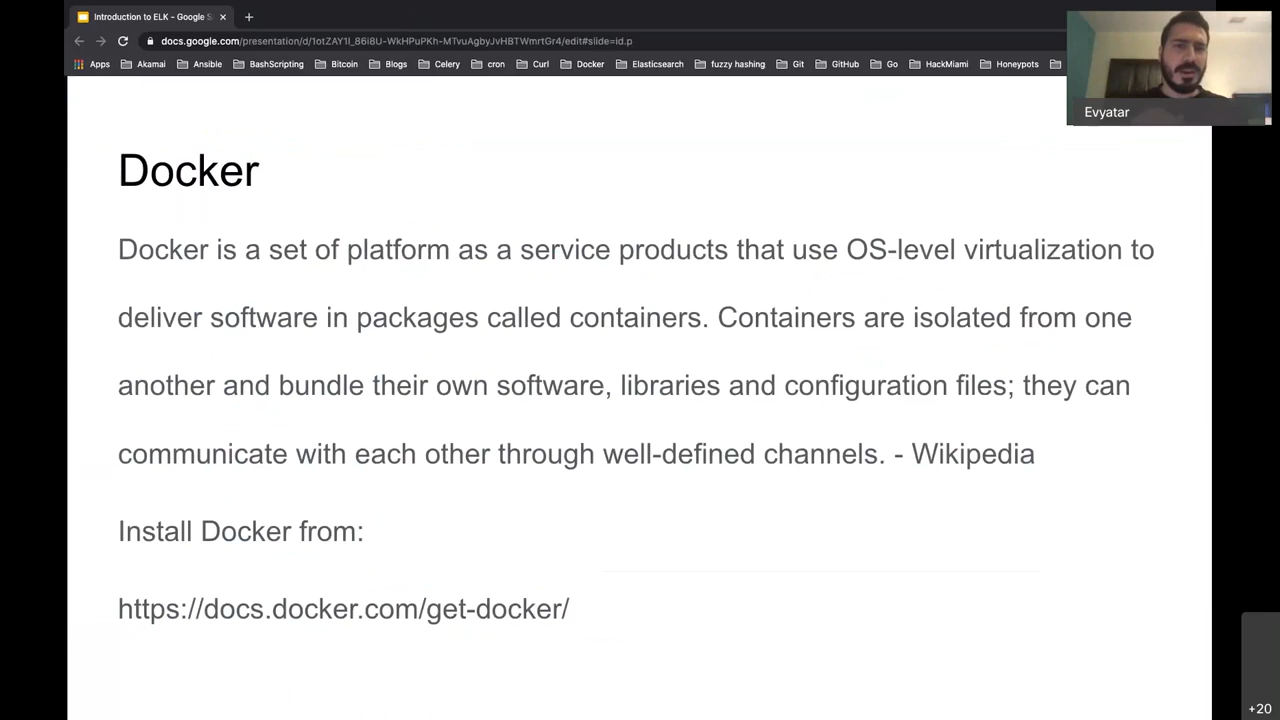 Introduction to ELK - Google S
docs.google.com/presentation/d/1otZAY1l_86i8U-WkHPuPKh-MTvuAgbyJvHBTWmrtGr4/edit#slide=id.p
Apps Akamai Ansible BashScripting Bitcoin Blogs Celery cron Curl Docker Elasticsearch fuzzy hashing Git GitHub Go HackMiami Honeypots
Evyatar
Docker
Docker is a set of platform as a service products that use OS-level virtualization to
deliver software in packages called containers. Containers are isolated from one
another and bundle their own software, libraries and configuration files; they can
communicate with each other through well-defined channels. - Wikipedia
Install Docker from:
https://docs.docker.com/get-docker/
+20